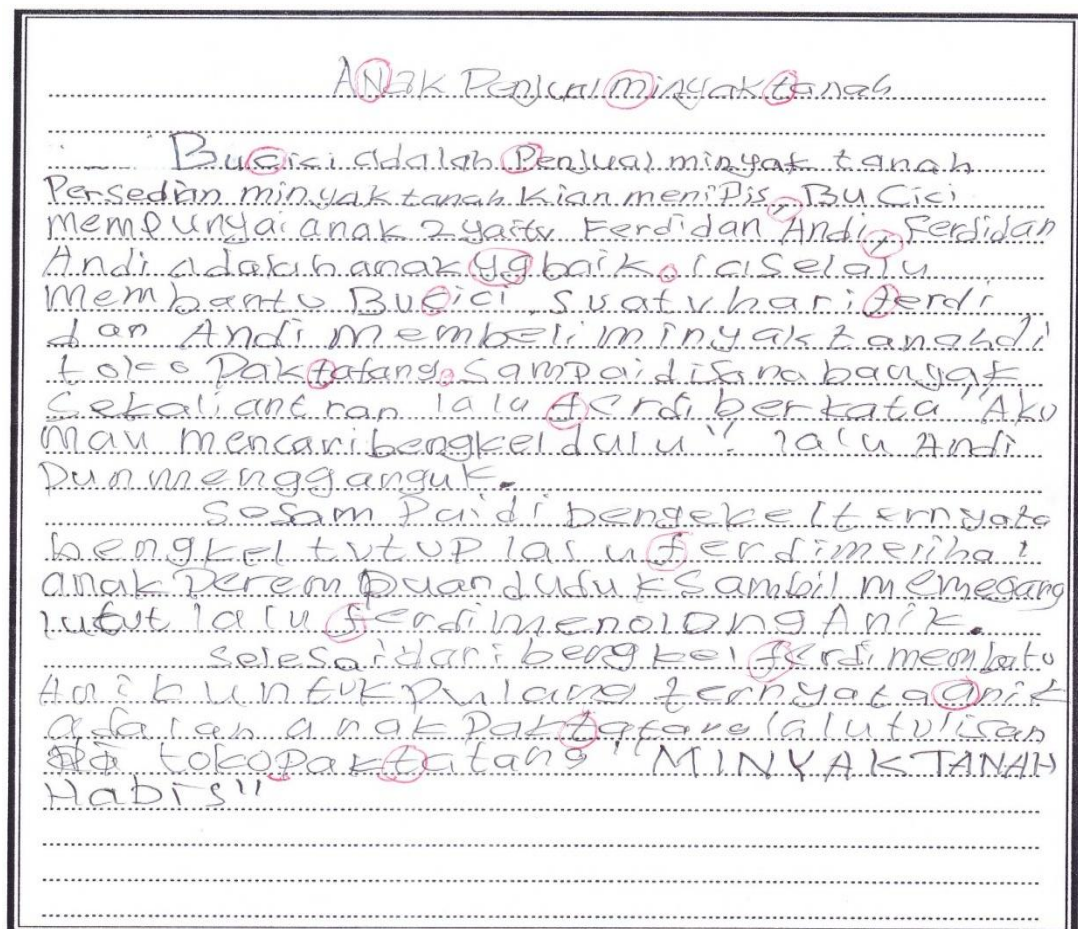 ANak Penjual minyak tanah
Bu cici adalah Penjual minyak tanah
Persedian minyak tanah kian meniPis, Bu Cici
mempunyai anak 2 yaitu Ferdi dan Andi, Ferdi dan
Andi adalah anak yg baik. ia Selalu
Membantu Bu cici, suatu hari ferdi
dan Andi membeli minyak tanah di
toko Pak tatang. Sampai disana banyak
Sekali antran lalu ferdi berkata "Aku
mau mencari bengkel dulu". lalu Andi
Pun mengganguk.
Sesam Pai di bengekel ternyata
bengkel tutup lalu ferdi melihat
anak Perempuan duduk Sambil memegang
lutut lalu ferdi menolong Anik.
selesai dari bengkel ferdi membatu
Anik untuk pulang ternyata anik
adalah anak Pak tatang lalu tulisan
di toko pak tatang "MINYAK TANAH
Habis"